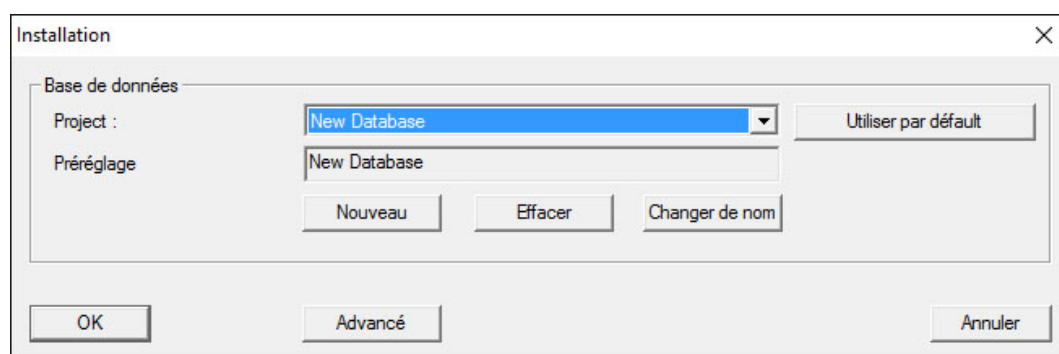 Installation
Base de données
Project :
New Database
Utiliser par défault
Préréglage
New Database
Nouveau
Effacer
Changer de nom
OK
Advancé
Annuler